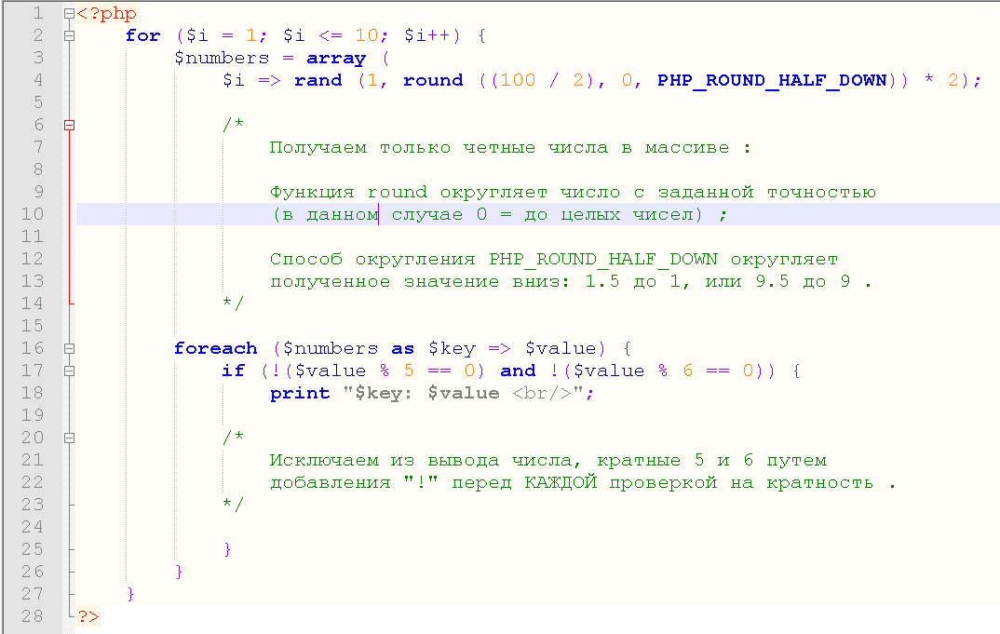 1 <?php
2 for ($i = 1; $i <= 10; $i++) {
3 $numbers = array (
4 $i => rand (1, round ((100 / 2), 0, PHP_ROUND_HALF_DOWN)) * 2);
5
6 /*
7 Получаем только четные числа в массиве :
8
9 Функция round округляет число с заданной точностью
10 (в данном случае 0 = до целых чисел) ;
11
12 Способ округления PHP_ROUND_HALF_DOWN округляет
13 полученное значение вниз: 1.5 до 1, или 9.5 до 9 .
14 */
15
16 foreach ($numbers as $key => $value) {
17 if (!($value % 5 == 0) and !($value % 6 == 0)) {
18 print "$key: $value <br/>";
19
20 /*
21 Исключаем из вывода числа, кратные 5 и 6 путем
22 добавления "!" перед КАЖДОЙ проверкой на кратность .
23 */
24
25 }
26 }
27 }
28 ?>